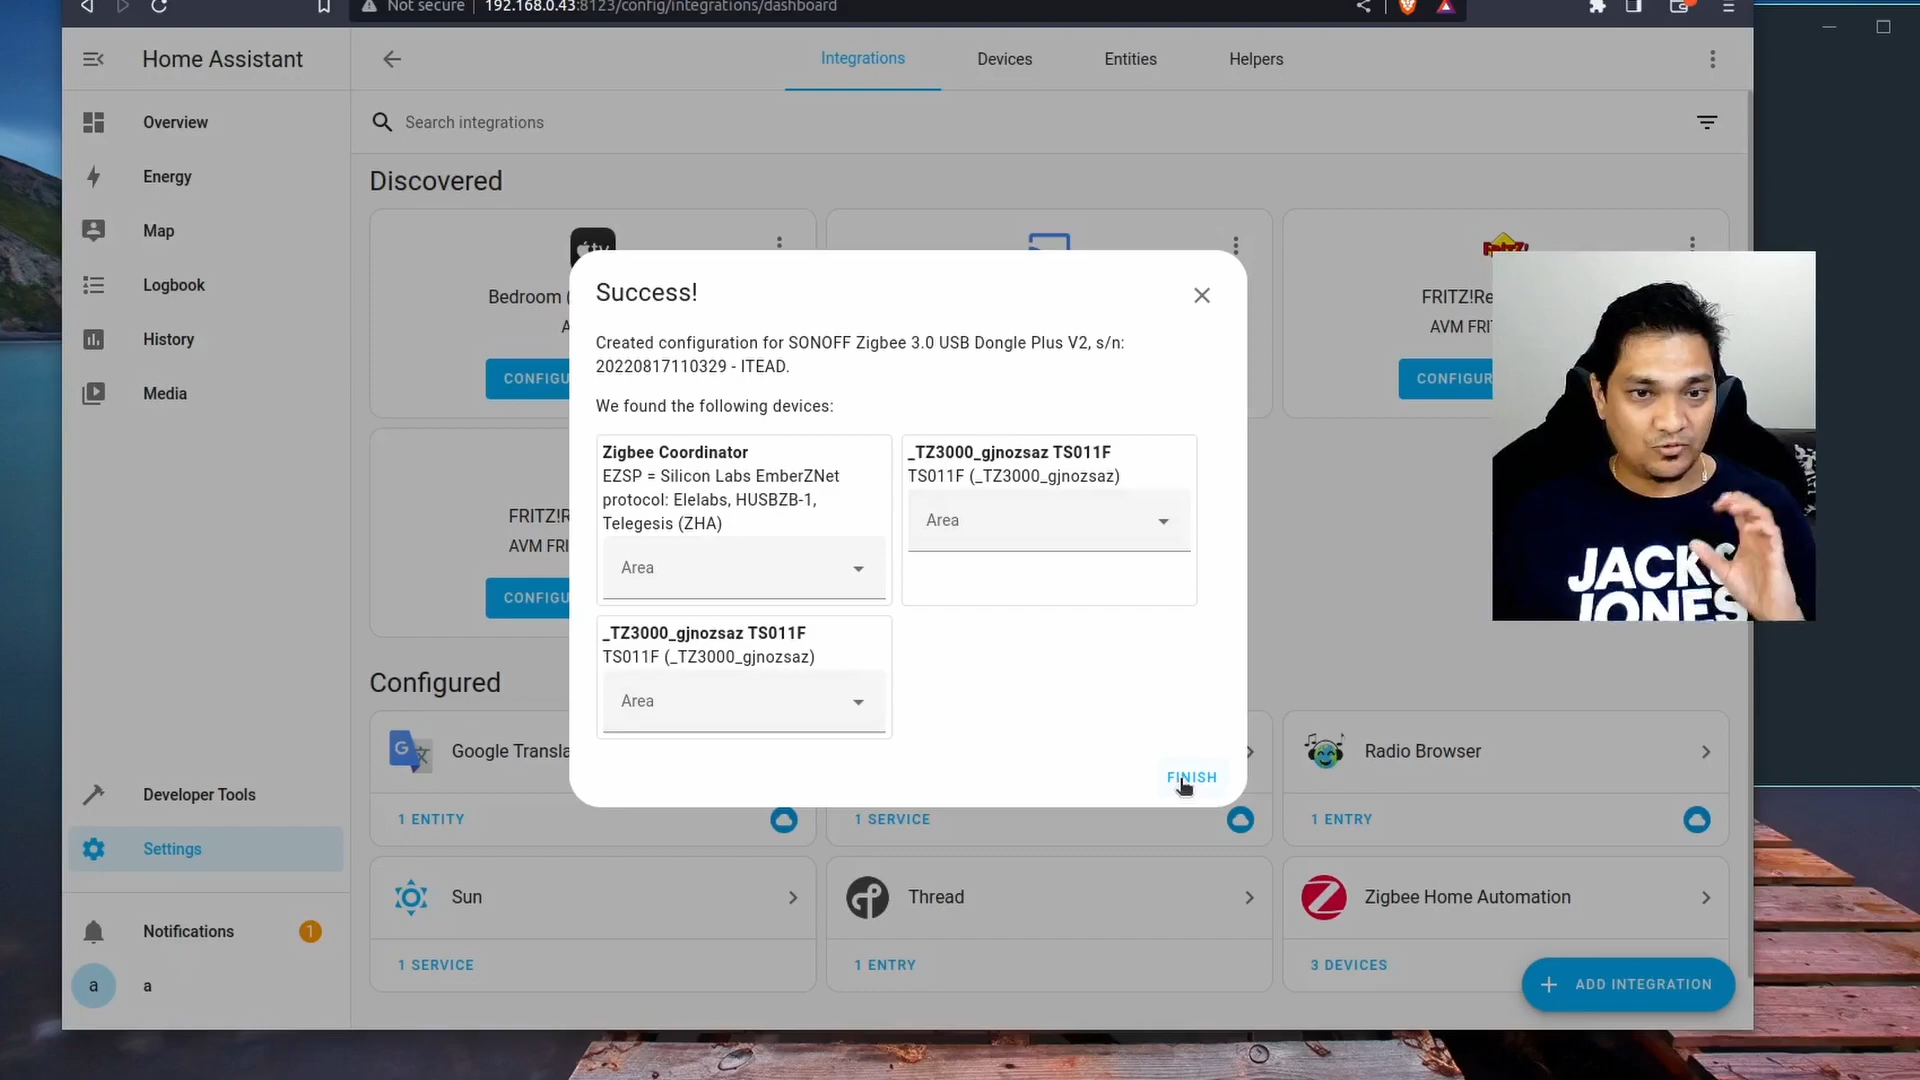 Not secure
192.168.0.43:8123/config/integrations/dashboard
Home Assistant
Integrations
Devices
Entities
Helpers
Overview
Energy
Map
Logbook
History
Media
Developer Tools
Settings
Notifications
1
a
a
Search integrations
Discovered
tv
Bedroom (
CONFIGU
FRITZ!
FRITZ!Re
AVM FRI
CONFIGUR
FRITZ!R
AVM FRI
CONFIGU
Success!
Created configuration for SONOFF Zigbee 3.0 USB Dongle Plus V2, s/n:
20220817110329 - ITEAD.
We found the following devices:
Zigbee Coordinator
EZSP = Silicon Labs EmberZNet
protocol: Elelabs, HUSBZB-1,
Telegesis (ZHA)
Area
_TZ3000_gjnozsaz TS011F
TS011F (_TZ3000_gjnozsaz)
Area
_TZ3000_gjnozsaz TS011F
TS011F (_TZ3000_gjnozsaz)
Area
FINISH
JACK
JONES
Configured
Google Transla
1 ENTITY
1 SERVICE
Radio Browser
1 ENTRY
Sun
1 SERVICE
Thread
1 ENTRY
Zigbee Home Automation
3 DEVICES
ADD INTEGRATION